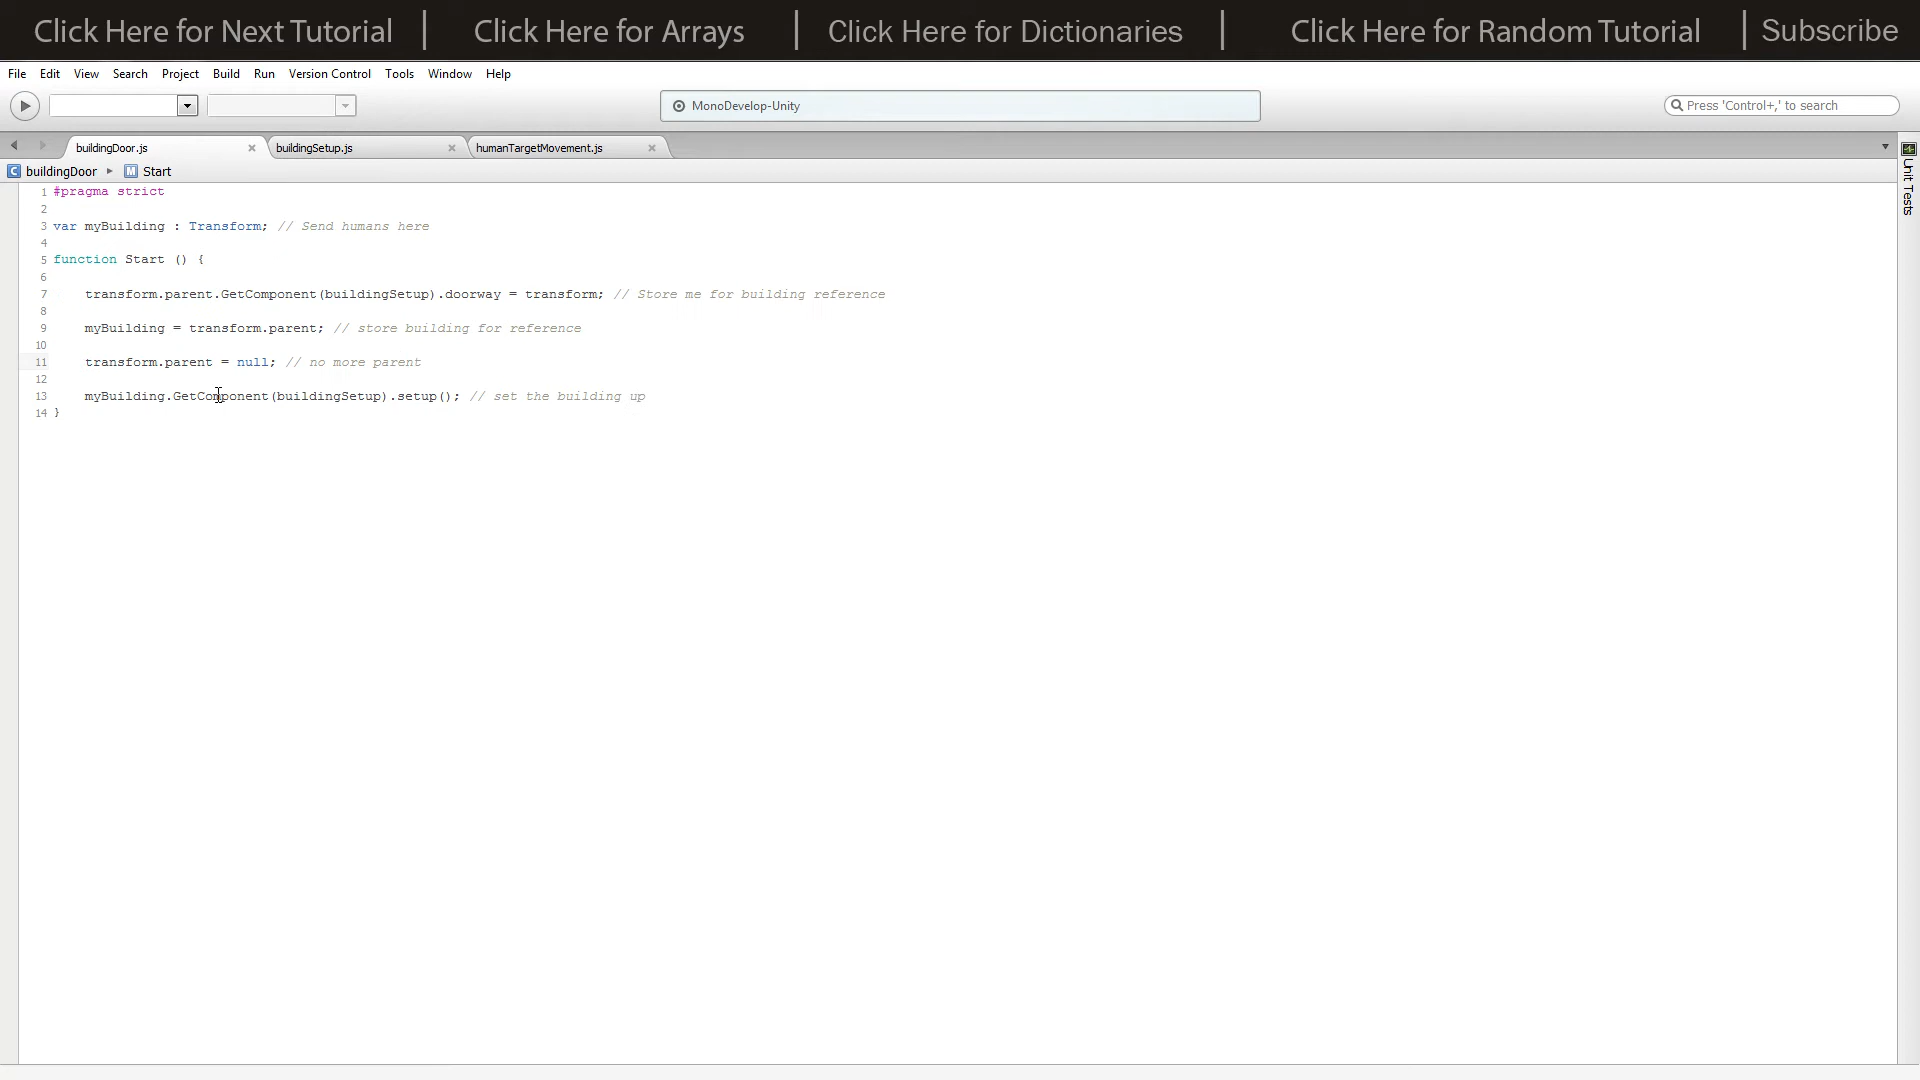 Click Here for Next Tutorial | Click Here for Arrays | Click Here for Dictionaries | Click Here for Random Tutorial | Subscribe
File Edit View Search Project Build Run Version Control Tools Window Help
MonoDevelop-Unity
Press 'Control+,' to search
buildingDoor.js buildingSetup.js humanTargetMovement.js
buildingDoor Start
Unit Tests
1 #pragma strict
2
3 var myBuilding : Transform; // Send humans here
4
5 function Start () {
6
7 transform.parent.GetComponent(buildingSetup).doorway = transform; // Store me for building reference
8
9 myBuilding = transform.parent; // store building for reference
10
11 transform.parent = null; // no more parent
12
13 myBuilding.GetComponent(buildingSetup).setup(); // set the building up
14 }